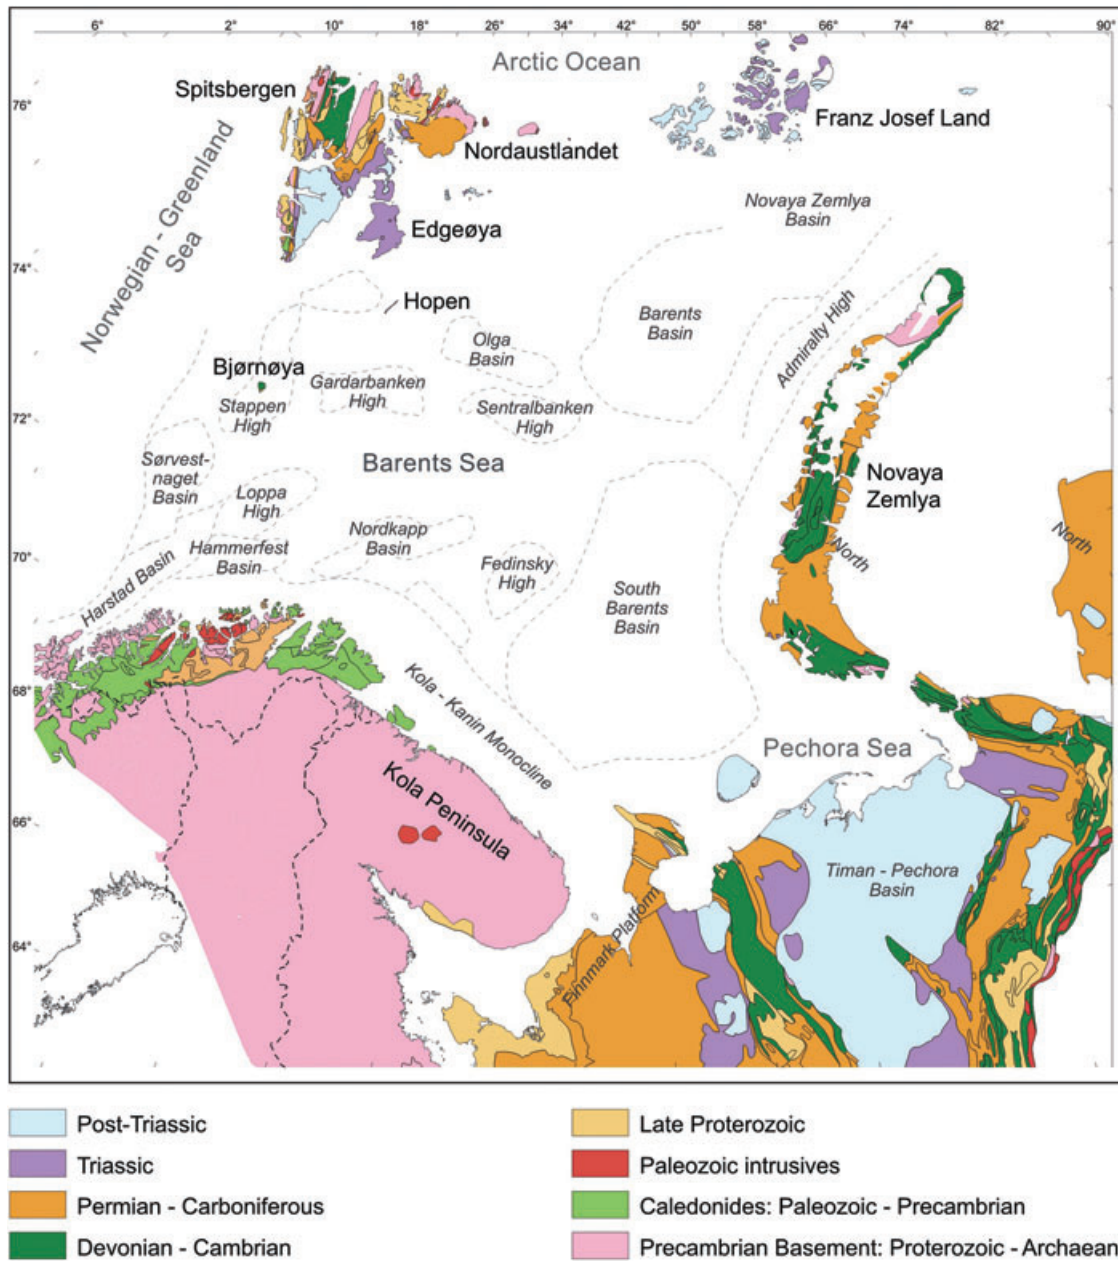 6° 2° 10° 18° 26° 34° 42° 50° 58° 66° 74° 82° 90°
Arctic Ocean
76°
Spitsbergen
Franz Josef Land
Nordaustlandet
Norwegian - Greenland
Sea
Novaya Zemlya
Basin
Edgeøya
74°
Hopen
Barents
Basin
Admiralty High
Olga
Basin
Bjørnøya
Gardarbanken
High
Stappen
High
Sentralbanken
High
72°
Barents Sea
Sørvest-
naget
Basin
Novaya
Zemlya
Loppa
High
Nordkapp
Basin
Hammerfest
Basin
North
North
70°
Fedinsky
High
Harstad Basin
South
Barents
Basin
68°
Kola - Kanin Monocline
Pechora Sea
Kola Peninsula
66°
Timan - Pechora
Basin
Finnmark Platform
64°
Post-Triassic
Triassic
Permian - Carboniferous
Devonian - Cambrian
Late Proterozoic
Paleozoic intrusives
Caledonides: Paleozoic - Precambrian
Precambrian Basement: Proterozoic - Archaean